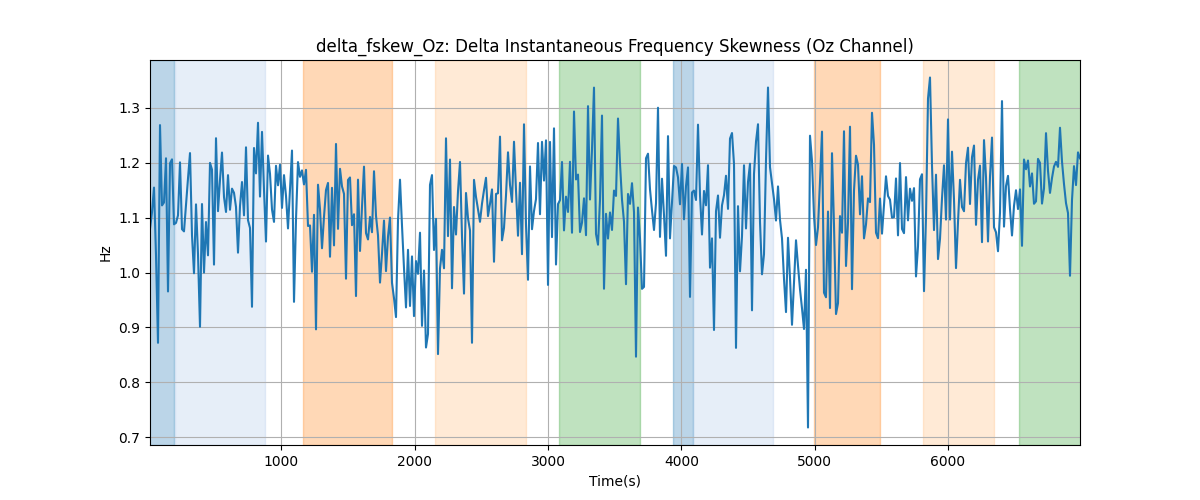 delta_fskew_Oz: Delta Instantaneous Frequency Skewness (Oz Channel)
1.3
1.2
1.1
1.0
0.9
0.8
0.7
Hz
1000 2000 3000 4000 5000 6000
Time(s)